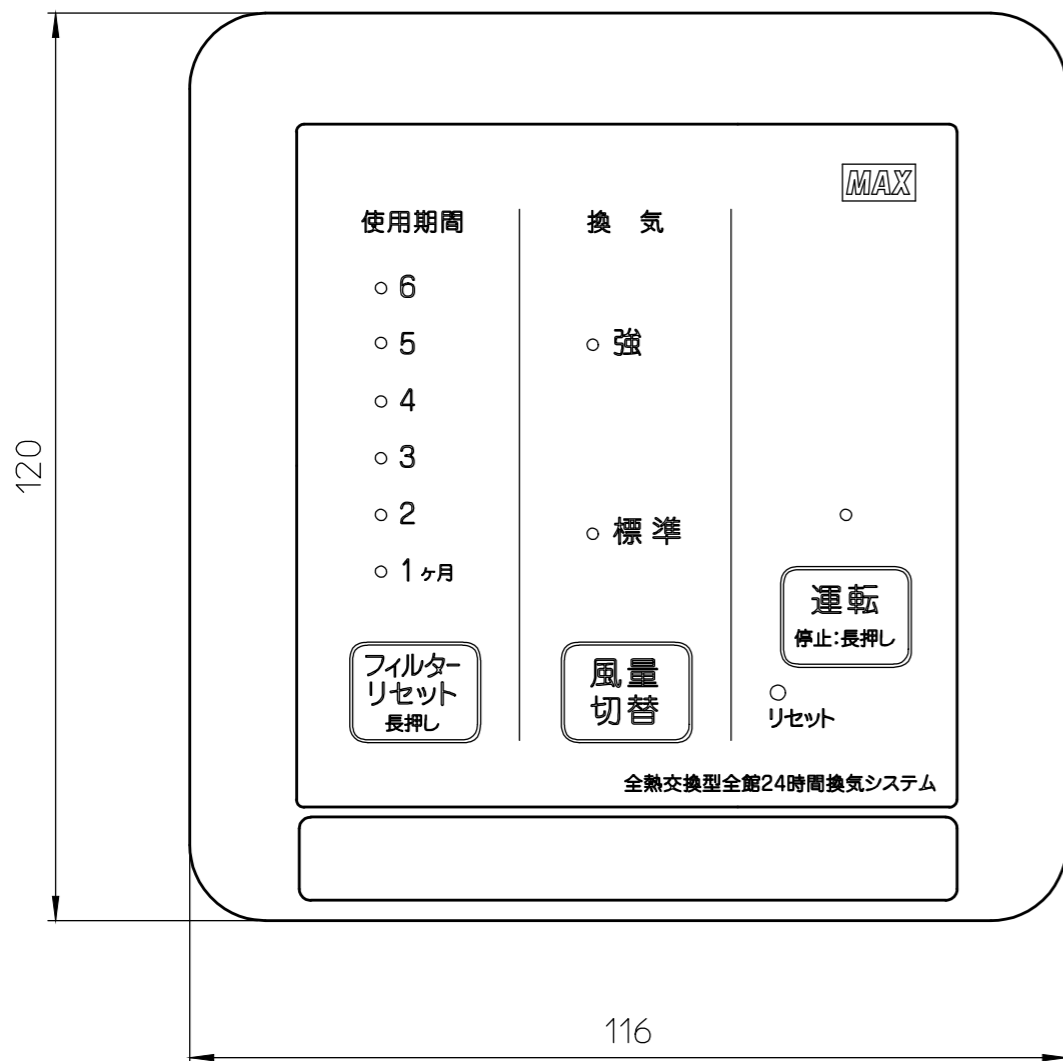 MAX
使用期間
6
5
4
3
2
1ヶ月
フィルター
リセット
長押し
換 気
強
標準
風量
切替
運転
停止:長押し
リセット
全熱交換型全館24時間換気システム
120
116